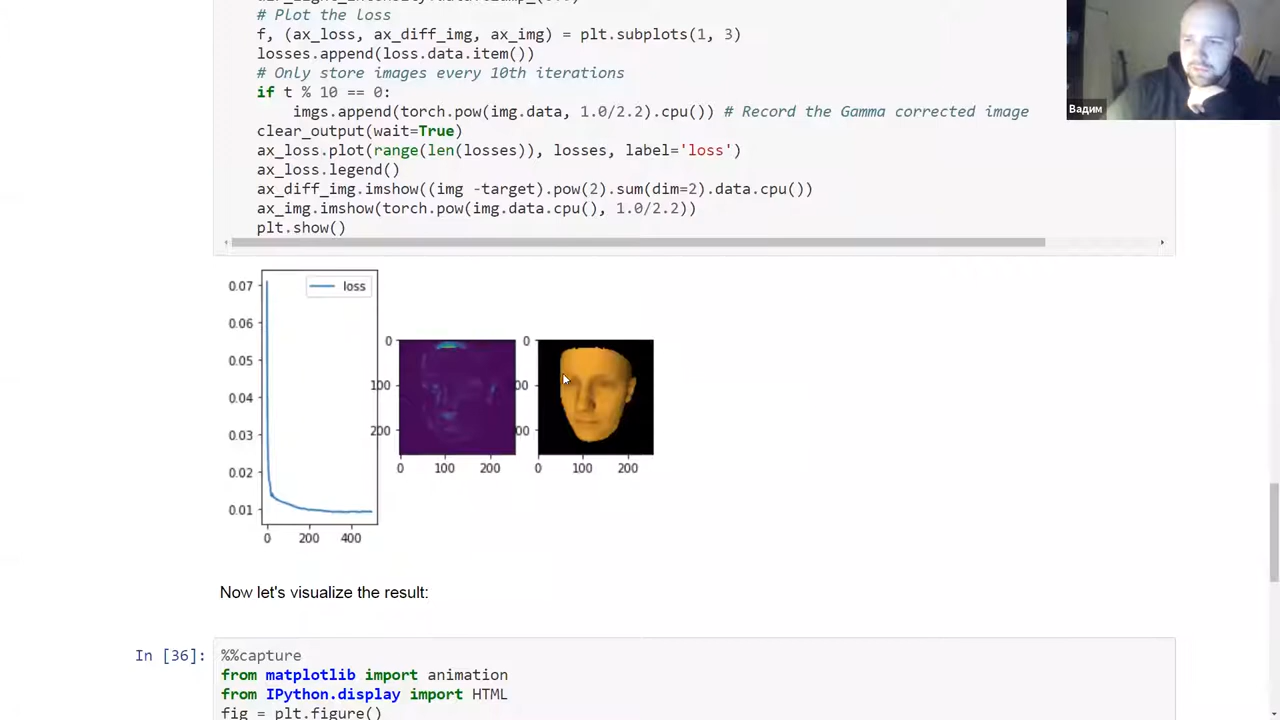 # Plot the loss
f, (ax_loss, ax_diff_img, ax_img) = plt.subplots(1, 3)
losses.append(loss.data.item())
# Only store images every 10th iterations
if t % 10 == 0:
imgs.append(torch.pow(img.data, 1.0/2.2).cpu()) # Record the Gamma corrected image
clear_output(wait=True)
ax_loss.plot(range(len(losses)), losses, label='loss')
ax_loss.legend()
ax_diff_img.imshow((img -target).pow(2).sum(dim=2).data.cpu())
ax_img.imshow(torch.pow(img.data.cpu(), 1.0/2.2))
plt.show()
Вадим
loss
0.07
0.06
0.05
0.04
0.03
0.02
0.01
0 200 400
0
100
200
0 100 200
0
00
00
0 100 200
Now let's visualize the result:
In [36]:
%%capture
from matplotlib import animation
from IPython.display import HTML
fig = plt.figure()